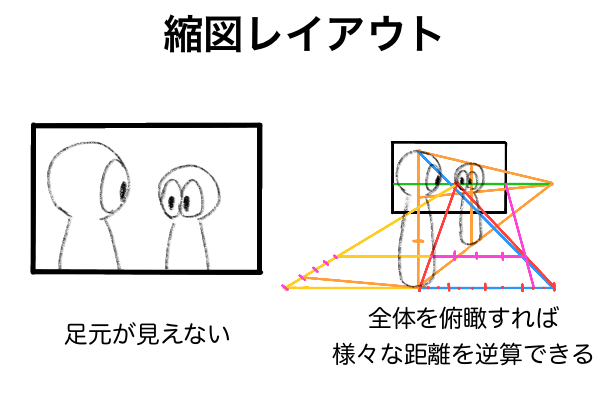 縮図レイアウト
足元が見えない
全体を俯瞰すれば
様々な距離を逆算できる